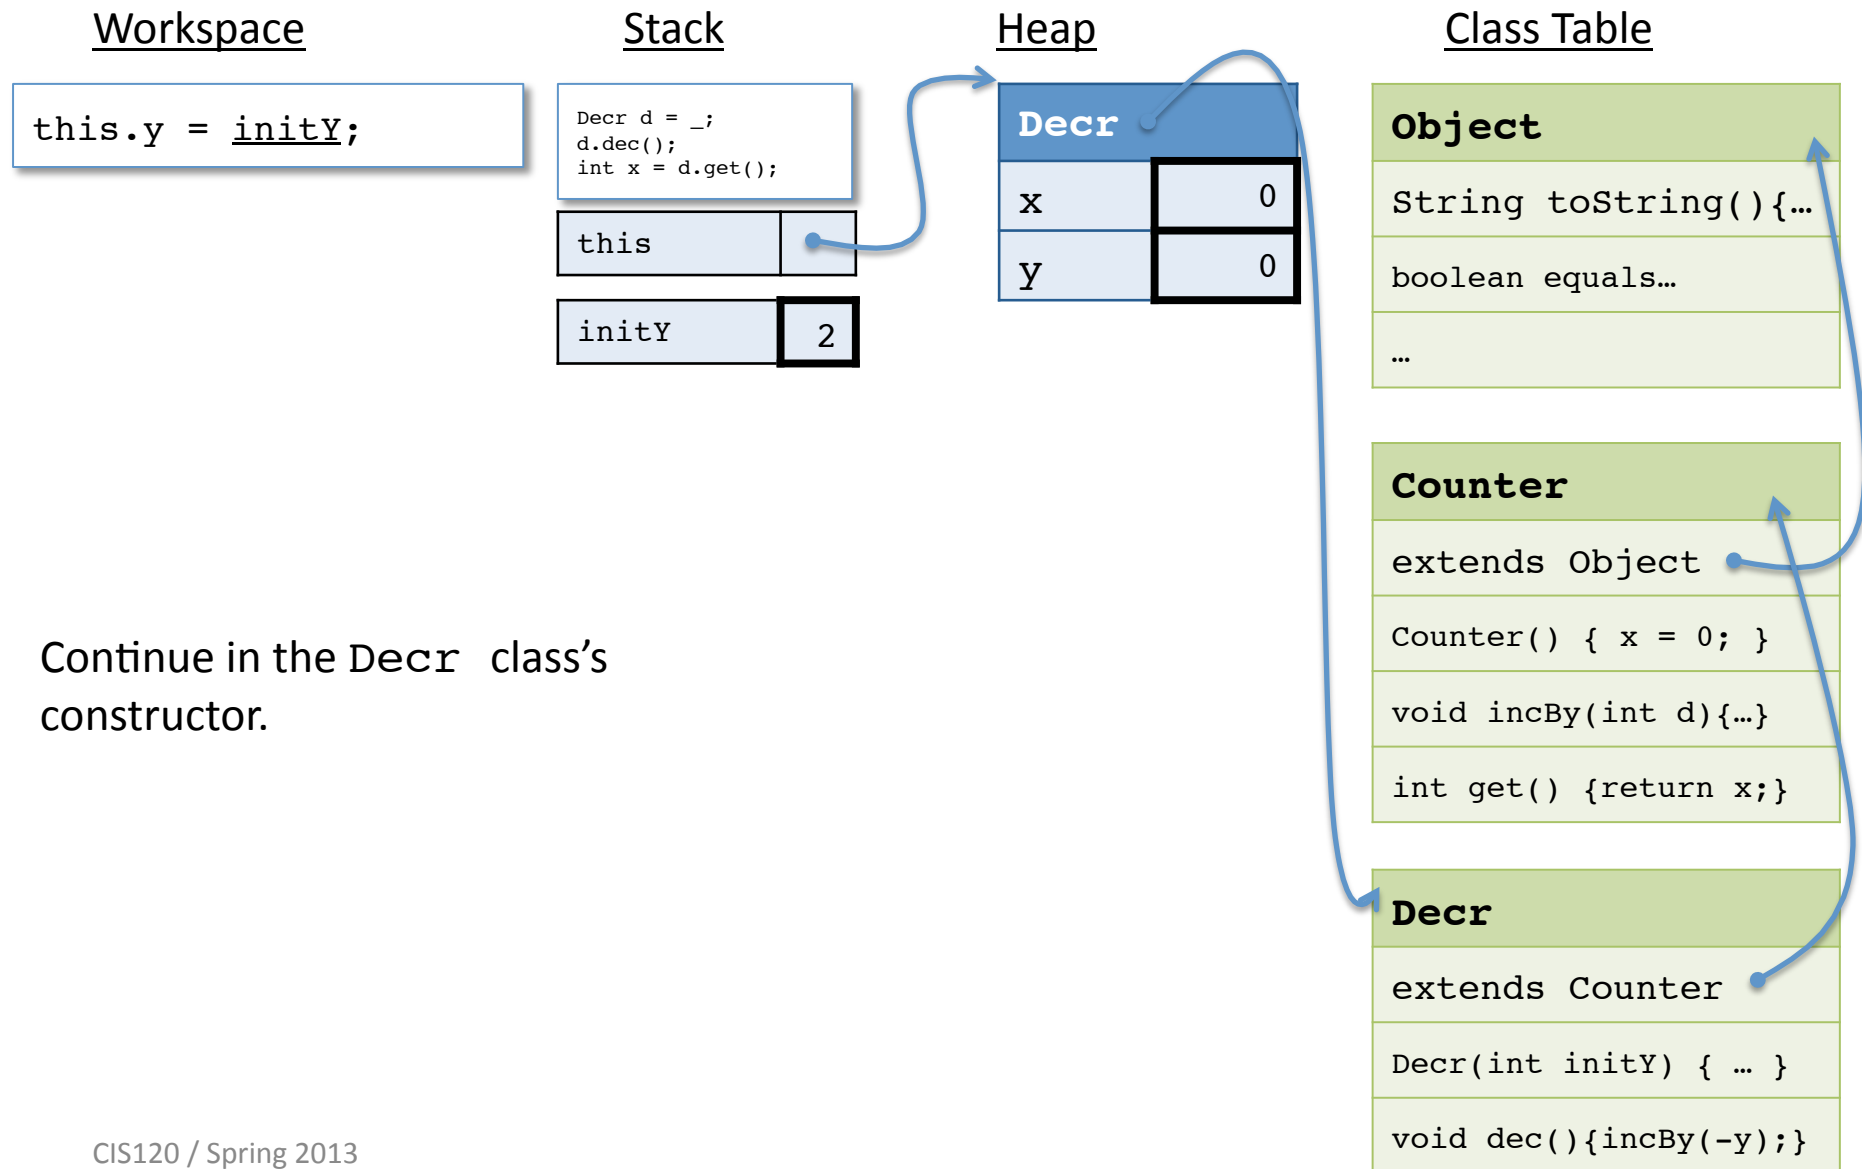 Workspace
this.y = initY;
Stack
Decr d = _;
d.dec();
int x = d.get();
this
initY 2
Heap
Decr
x 0
y 0
Class Table
Object
String toString(){…
boolean equals…
…
Counter
extends Object
Counter() { x = 0; }
void incBy(int d){…}
int get() {return x;}
Decr
extends Counter
Decr(int initY) { … }
void dec(){incBy(-y);}
Continue in the Decr class’s
constructor.
CIS120 / Spring 2013